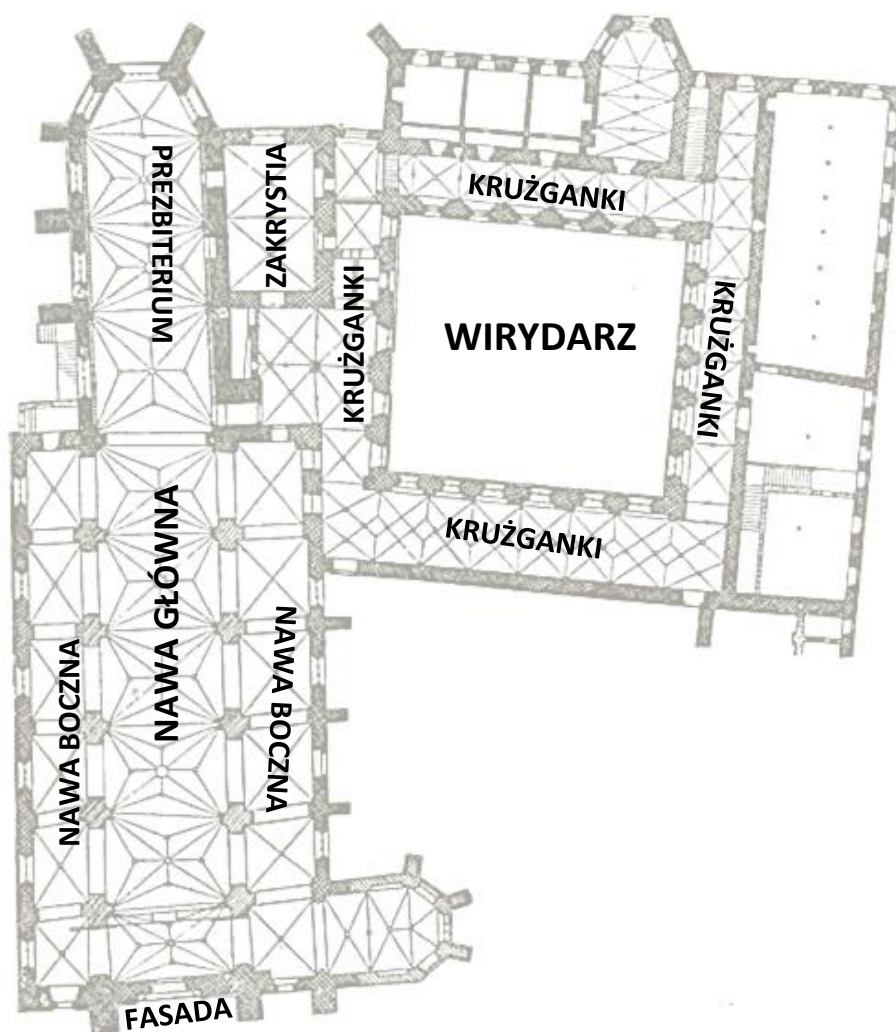 PREZBITERIUM
ZAKRYSTIA
KRUŻGANKI
KRUŻGANKI
WIRYDARZ
KRUŻGANKI
KRUŻGANKI
NAWA GŁÓWNA
NAWA BOCZNA
NAWA BOCZNA
FASADA